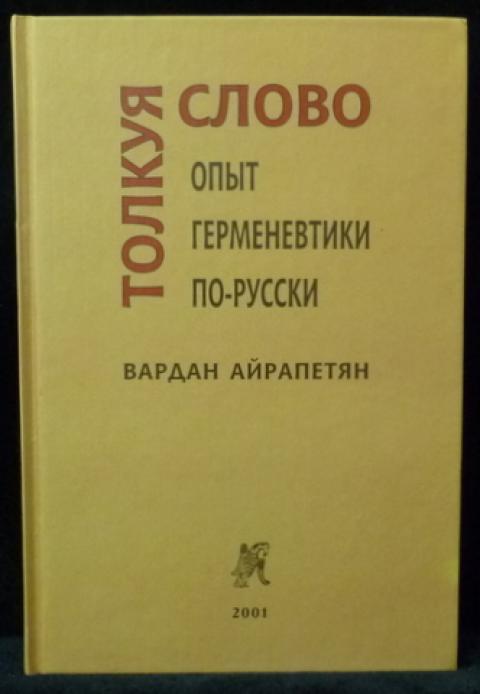 ТОЛКУЯ
СЛОВО
ОПЫТ
ГЕРМЕНЕВТИКИ
ПО-РУССКИ
ВАРДАН АЙРАПЕТЯН
2001